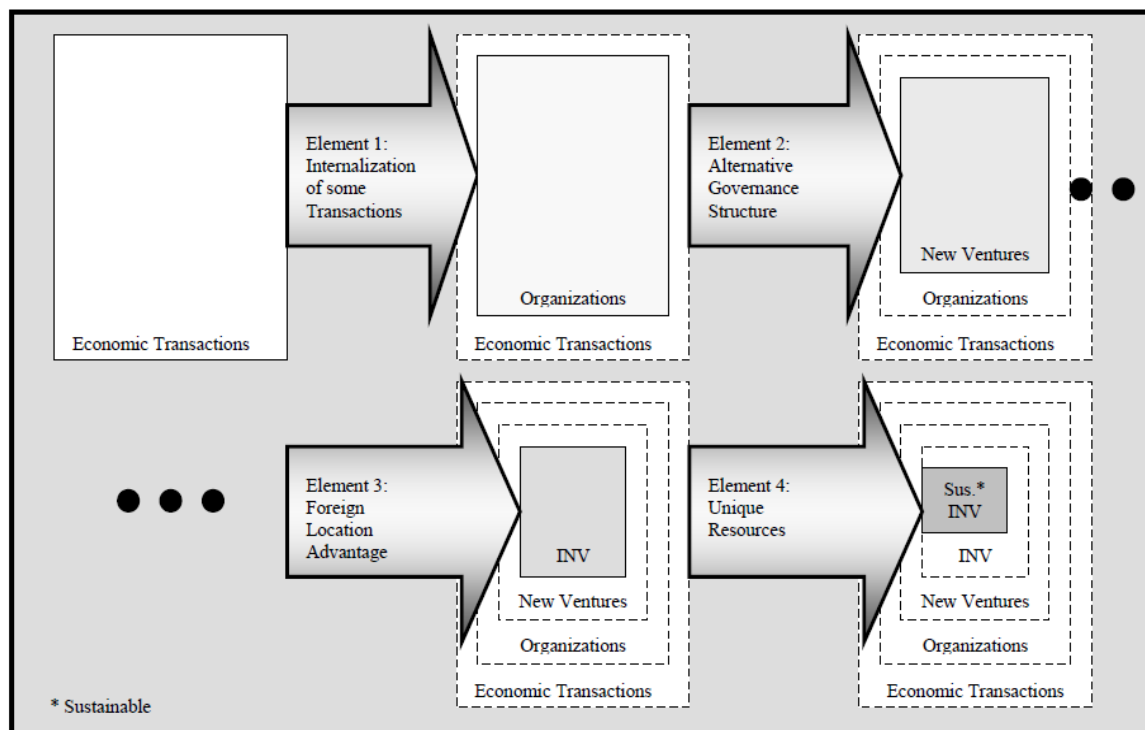 Economic Transactions
Element 1:
Internalization
of some
Transactions
Organizations
Economic Transactions
Element 2:
Alternative
Governance
Structure
New Ventures
Organizations
Economic Transactions
Element 3:
Foreign
Location
Advantage
INV
New Ventures
Organizations
Economic Transactions
Element 4:
Unique
Resources
Sus.*
INV
INV
New Ventures
Organizations
Economic Transactions
* Sustainable